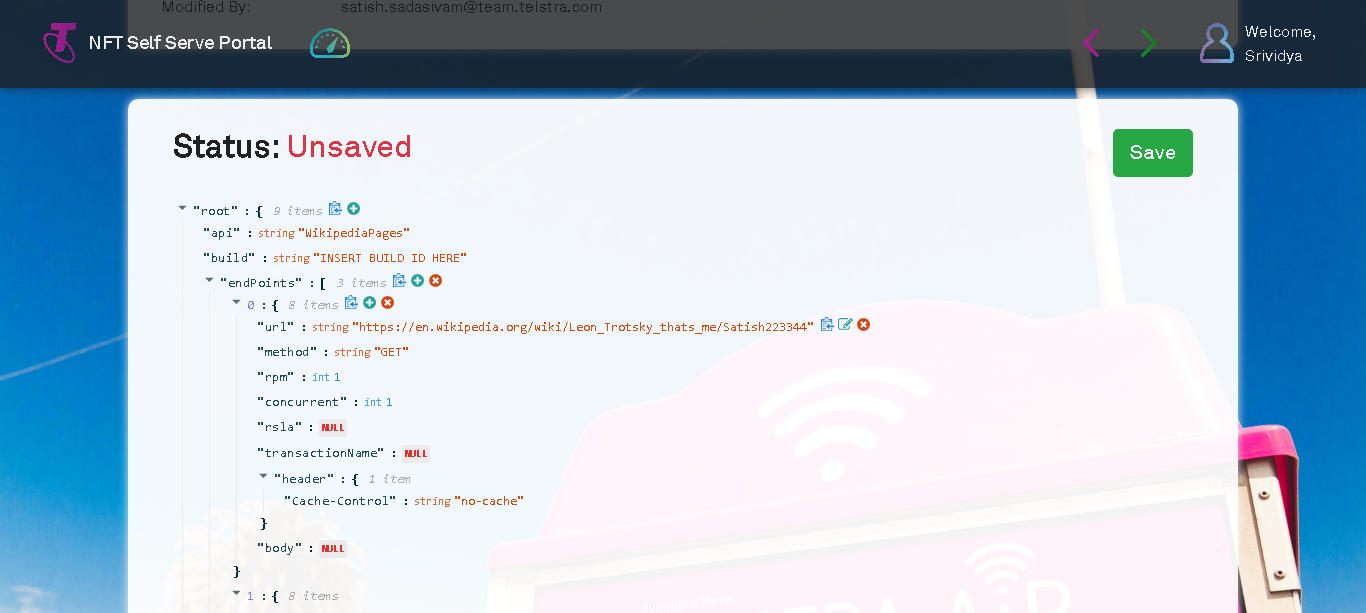 Modified By: satish.sadasivam@team.telstra.com
NFT Self Serve Portal
Welcome,
Srividya
Status: Unsaved
Save
"root" : { 9 items
"api" : string "WikipediaPages"
"build" : string "INSERT BUILD ID HERE"
"endPoints" : [ 3 items
0 : { 8 items
"url" : string "https://en.wikipedia.org/wiki/Leon_Trotsky_thats_me/Satish223344"
"method" : string "GET"
"rpm" : int 1
"concurrent" : int 1
"rsla" : NULL
"transactionName" : NULL
"header" : { 1 item
"Cache-Control" : string "no-cache"
}
"body" : NULL
}
1 : { 8 items
Available Here
AiR